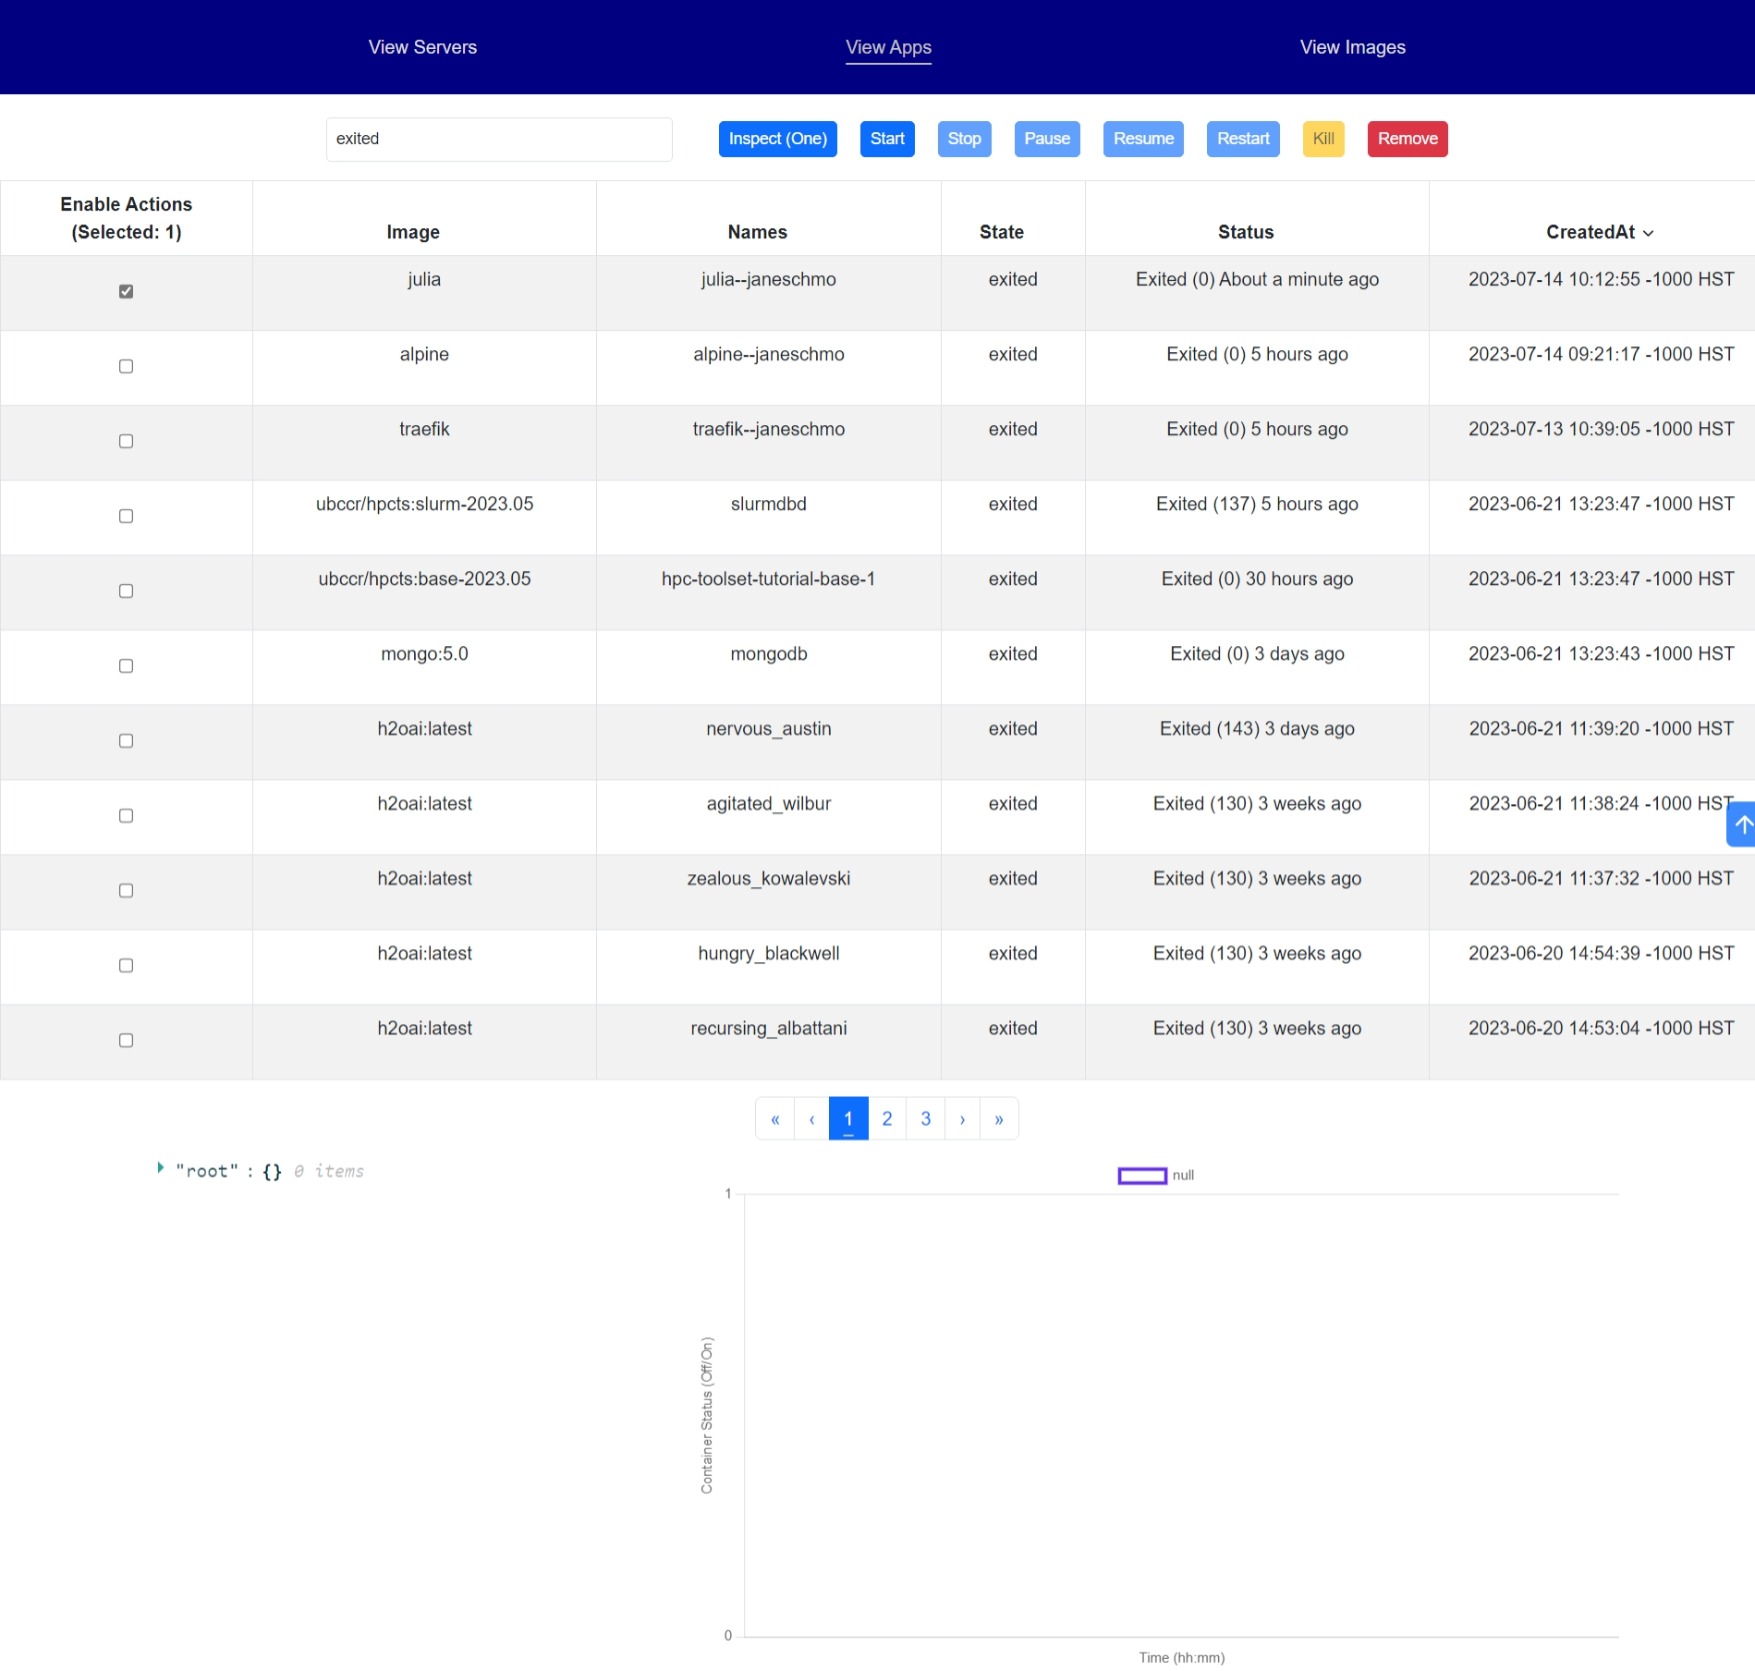 View Servers View Apps View Images
exited Inspect (One) Start Stop Pause Resume Restart Kill Remove
Enable Actions
(Selected: 1) Image Names State Status CreatedAt
julia julia--janeschmo exited Exited (0) About a minute ago 2023-07-14 10:12:55 -1000 HST
alpine alpine--janeschmo exited Exited (0) 5 hours ago 2023-07-14 09:21:17 -1000 HST
traefik traefik--janeschmo exited Exited (0) 5 hours ago 2023-07-13 10:39:05 -1000 HST
ubccr/hpcts:slurm-2023.05 slurmdbd exited Exited (137) 5 hours ago 2023-06-21 13:23:47 -1000 HST
ubccr/hpcts:base-2023.05 hpc-toolset-tutorial-base-1 exited Exited (0) 30 hours ago 2023-06-21 13:23:47 -1000 HST
mongo:5.0 mongodb exited Exited (0) 3 days ago 2023-06-21 13:23:43 -1000 HST
h2oai:latest nervous_austin exited Exited (143) 3 days ago 2023-06-21 11:39:20 -1000 HST
h2oai:latest agitated_wilbur exited Exited (130) 3 weeks ago 2023-06-21 11:38:24 -1000 HST
h2oai:latest zealous_kowalevski exited Exited (130) 3 weeks ago 2023-06-21 11:37:32 -1000 HST
h2oai:latest hungry_blackwell exited Exited (130) 3 weeks ago 2023-06-20 14:54:39 -1000 HST
h2oai:latest recursing_albattani exited Exited (130) 3 weeks ago 2023-06-20 14:53:04 -1000 HST
« ‹ 1 2 3 › »
"root" : {} 0 items
null
1
Container Status (Off/On)
0
Time (hh:mm)